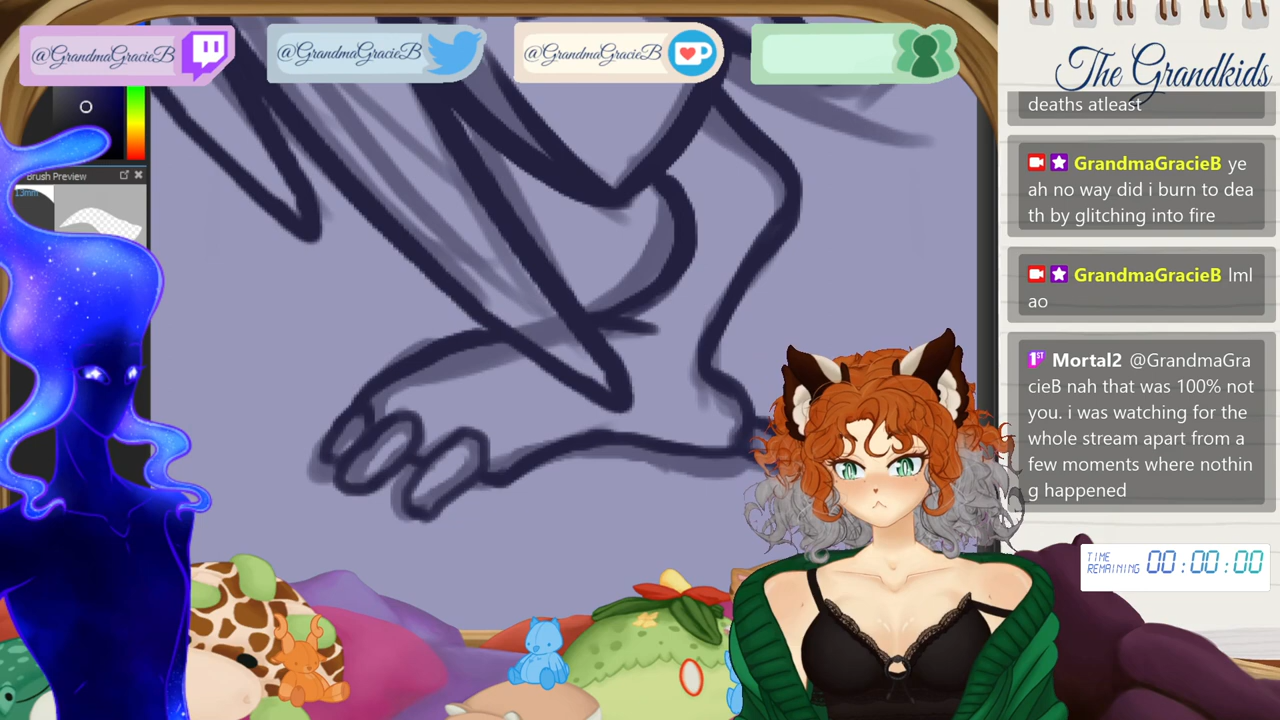 @GrandmaGracieB
@GrandmaGracieB
@GrandmaGracieB
The Grandkids
deaths atleast
Brush Preview
GrandmaGracieB ye
ah no way did i burn to dea
th by glitching into fire
GrandmaGracieB lml
ao
1ST Mortal2 @GrandmaGra
cieB nah that was 100% not
you. i was watching for the
whole stream apart from a
few moments where nothin
g happened
TIME
REMAINING 00:00:00